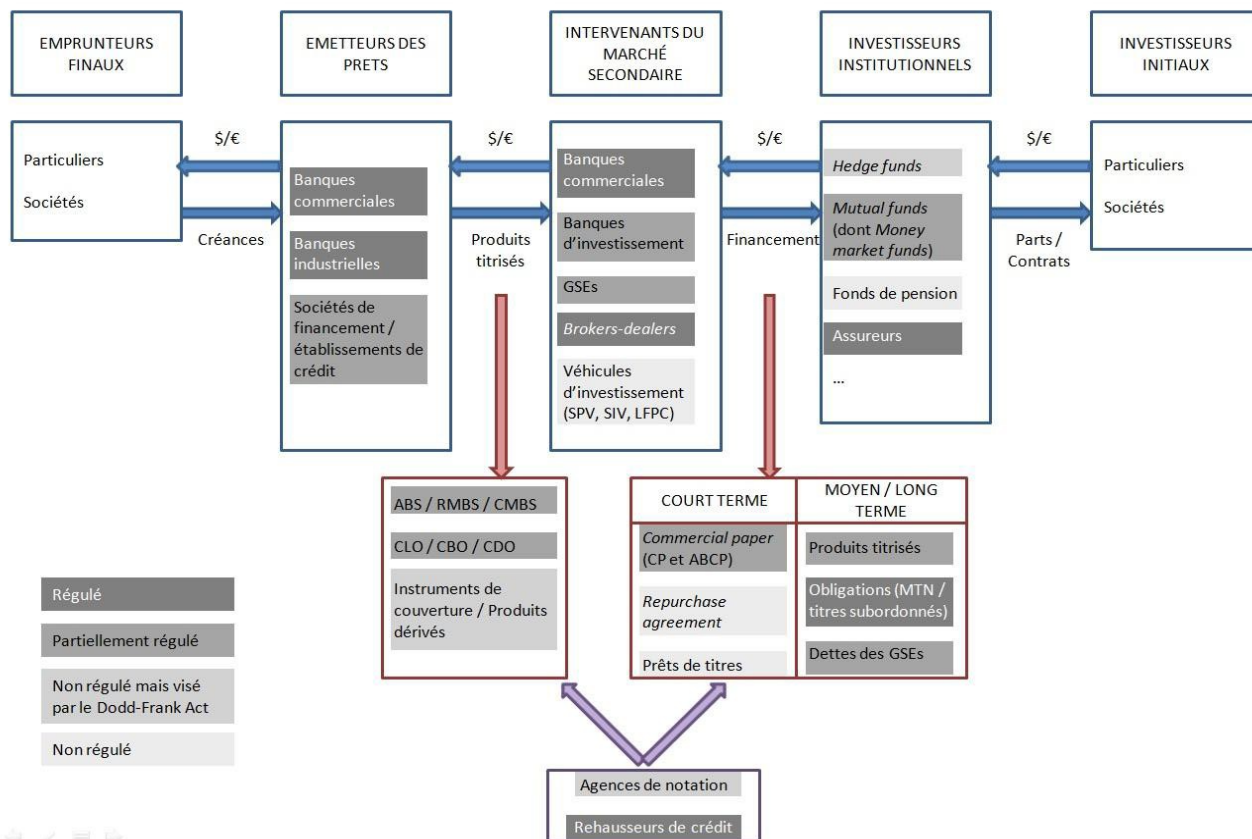 EMPRUNTEURS
FINAUX
EMETTEURS DES
PRETS
INTERVENANTS DU
MARCHÉ
SECONDAIRE
INVESTISSEURS
INSTITUTIONNELS
INVESTISSEURS
INITIAUX
Particuliers
Sociétés
$/€
Créances
Banques
commerciales
Banques
industrielles
Sociétés de
financement /
établissements de
crédit
$/€
Produits
titrisés
Banques
commerciales
Banques
d’investissement
GSEs
Brokers-dealers
Véhicules
d’investissement
(SPV, SIV, LFPC)
$/€
Financement
Hedge funds
Mutual funds
(dont Money
market funds)
Fonds de pension
Assureurs
...
$/€
Parts /
Contrats
Particuliers
Sociétés
ABS / RMBS / CMBS
CLO / CBO / CDO
Instruments de
couverture / Produits
dérivés
COURT TERME
Commercial paper
(CP et ABCP)
Repurchase
agreement
Prêts de titres
MOYEN / LONG
TERME
Produits titrisés
Obligations (MTN /
titres subordonnés)
Dettes des GSEs
Régulé
Partiellement régulé
Non régulé mais visé
par le Dodd-Frank Act
Non régulé
Agences de notation
Rehausseurs de crédit